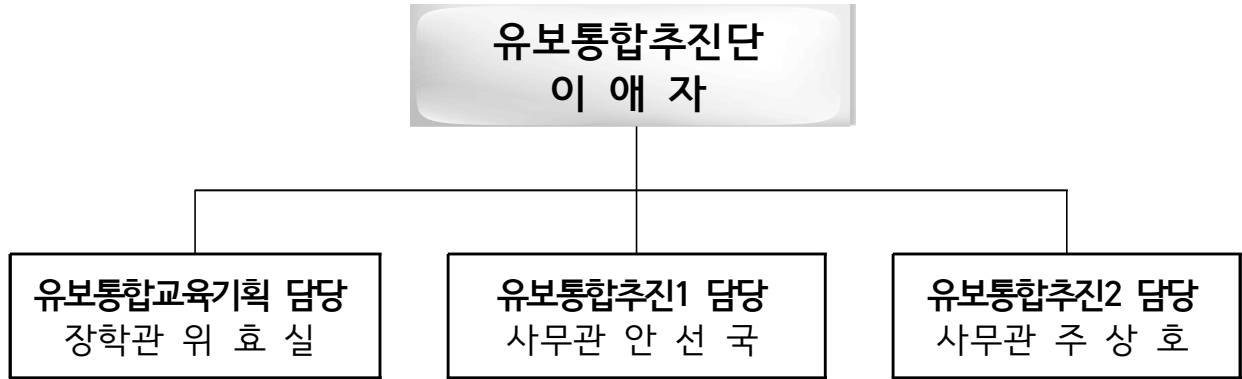 유보통합추진단
이 애 자
유보통합교육기획 담당
장학관 위 효 실
유보통합추진1 담당
사무관 안 선 국
유보통합추진2 담당
사무관 주 상 호